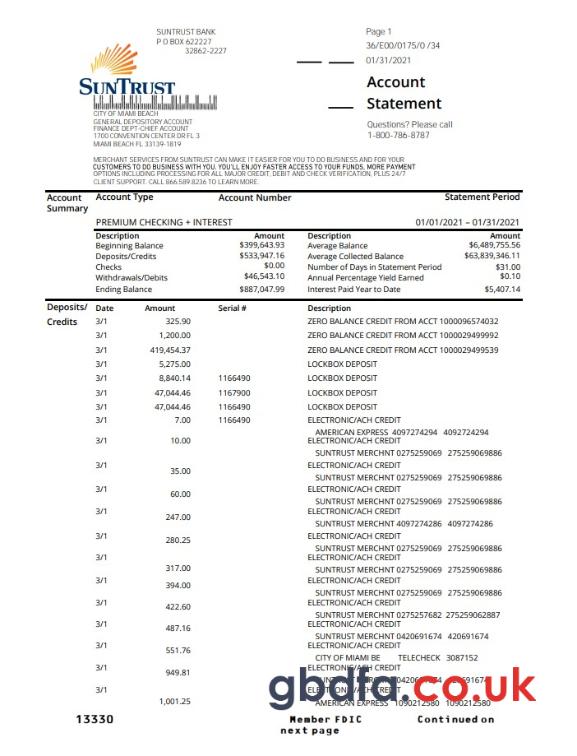 SUNTRUST BANK
P O BOX 622227
32862-2227
Page 1
36/E00/0175/0 /34
01/31/2021
Account
Statement
Questions? Please call
1-800-786-8787
SUNTRUST
CITY OF MIAMI BEACH
GENERAL DEPOSITORY ACCOUNT
FINANCE DEPT-CHIEF ACCOUNT
1700 CONVENTION CENTER DR FL 3
MIAMI BEACH FL 33139-1819
MERCHANT SERVICES FROM SUNTRUST CAN MAKE IT EASIER FOR YOU TO DO BUSINESS AND FOR YOUR
CUSTOMERS TO DO BUSINESS WITH YOU. YOU'LL ENJOY FASTER ACCESS TO YOUR FUNDS, MORE PAYMENT
OPTIONS INCLUDING PROCESSING FOR ALL MAJOR CREDIT, DEBIT AND CHECK VERIFICATION, PLUS 24/7
CLIENT SUPPORT. CALL 866.589.8236 TO LEARN MORE.
Account Summary Account Type Account Number Statement Period
PREMIUM CHECKING + INTEREST 01/01/2021 – 01/31/2021
Description Amount Description Amount
Beginning Balance $399,643.93 Average Balance $6,489,755.56
Deposits/Credits $533,947.16 Average Collected Balance $63,839,346.11
Checks $0.00 Number of Days in Statement Period $31.00
Withdrawals/Debits $46,543.10 Annual Percentage Yield Earned $0.10
Ending Balance $887,047.99 Interest Paid Year to Date $5,407.14
Deposits/ Credits Date Amount Serial # Description
3/1 325.90 ZERO BALANCE CREDIT FROM ACCT 1000096574032
3/1 1,200.00 ZERO BALANCE CREDIT FROM ACCT 1000029499992
3/1 419,454.37 ZERO BALANCE CREDIT FROM ACCT 1000029499539
3/1 5,275.00 LOCKBOX DEPOSIT
3/1 8,840.14 1166490 LOCKBOX DEPOSIT
3/1 47,044.46 1167900 LOCKBOX DEPOSIT
3/1 47,044.46 1166490 LOCKBOX DEPOSIT
3/1 7.00 1166490 ELECTRONIC/ACH CREDIT
AMERICAN EXPRESS 4097274294 4092724294
3/1 10.00 ELECTRONIC/ACH CREDIT
SUNTRUST MERCHNT 0275259069 275259069886
3/1 35.00 ELECTRONIC/ACH CREDIT
SUNTRUST MERCHNT 0275259069 275259069886
3/1 60.00 ELECTRONIC/ACH CREDIT
SUNTRUST MERCHNT 0275259069 275259069886
3/1 247.00 ELECTRONIC/ACH CREDIT
SUNTRUST MERCHNT 4097274286 4097274286
3/1 280.25 ELECTRONIC/ACH CREDIT
SUNTRUST MERCHNT 0275259069 275259069886
3/1 317.00 ELECTRONIC/ACH CREDIT
SUNTRUST MERCHNT 0275259069 275259069886
3/1 394.00 ELECTRONIC/ACH CREDIT
SUNTRUST MERCHNT 0275259069 275259069886
3/1 422.60 ELECTRONIC/ACH CREDIT
SUNTRUST MERCHNT 0275257682 275259062887
3/1 487.16 ELECTRONIC/ACH CREDIT
SUNTRUST MERCHNT 0420691674 420691674
3/1 551.76 ELECTRONIC/ACH CREDIT
CITY OF MIAMI BE TELECHECK 3087152
3/1 949.81 ELECTRONIC/ACH CREDIT
3/1 1,001.25 ELECTRONIC/ACH CREDIT
AMERICAN EXPRESS 1090212580 1090212580
gbdfa.co.uk
13330 Member FDIC Continued on
next page